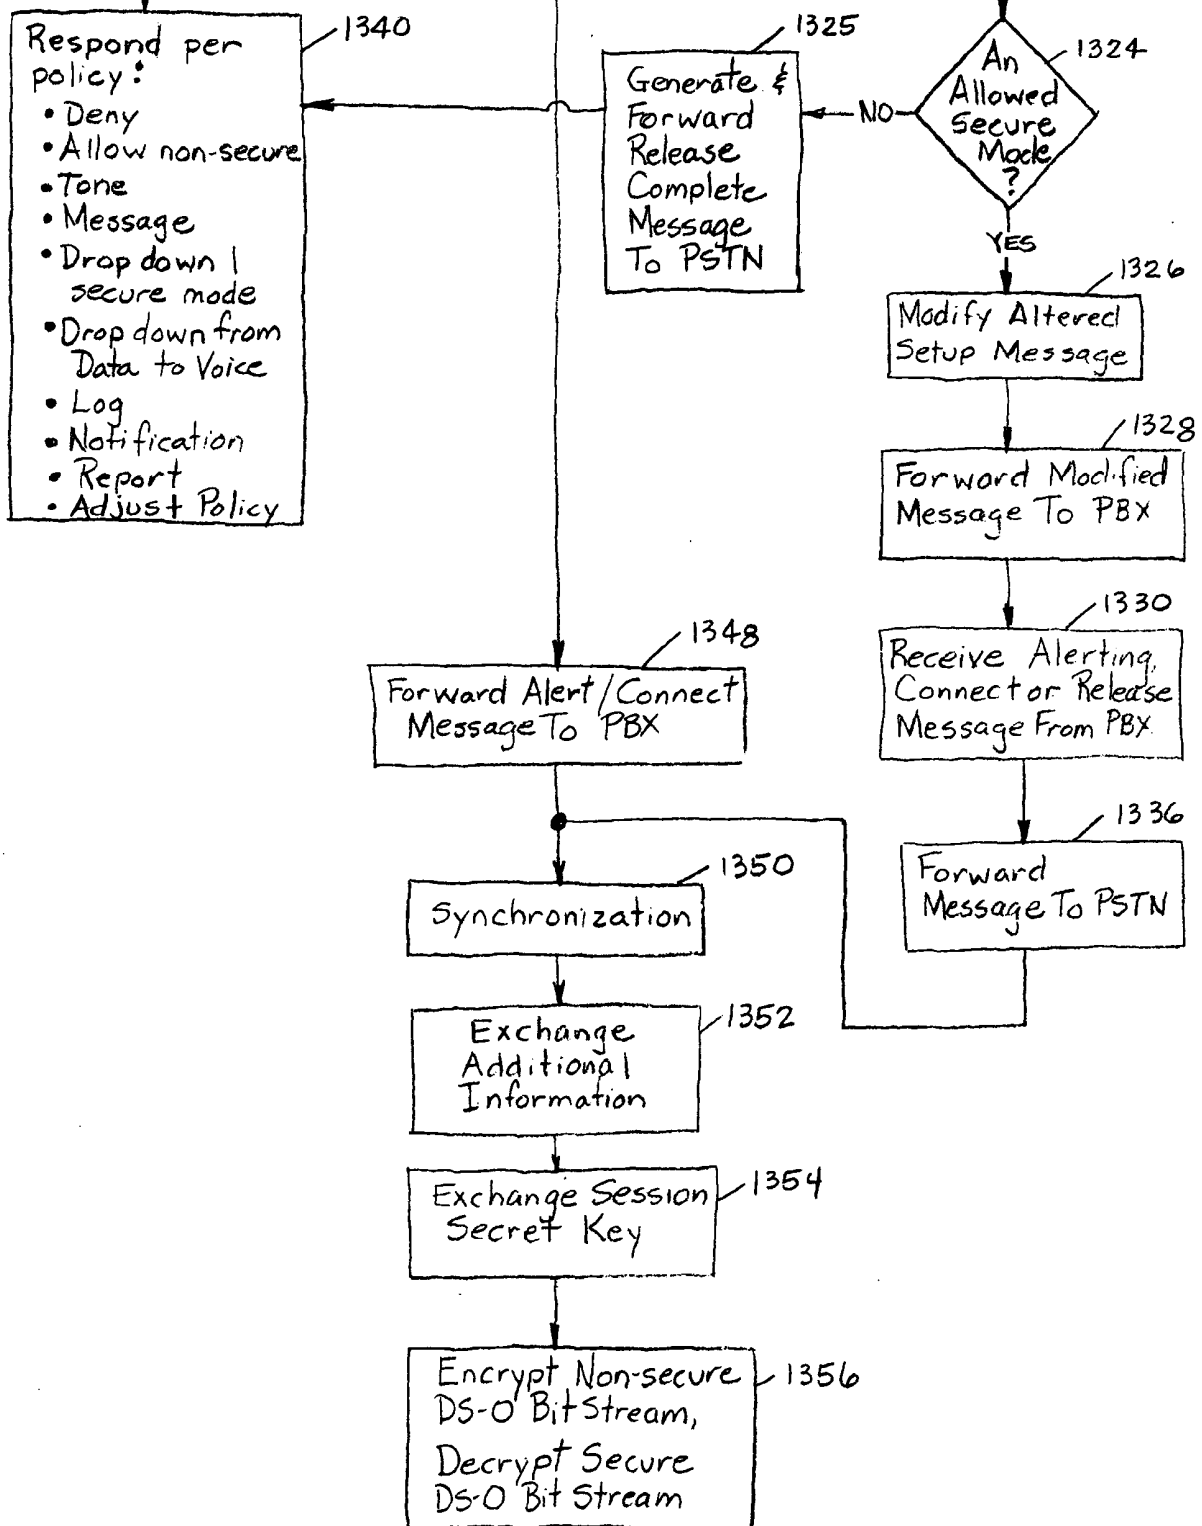 Respond per
policy:
• Deny
• Allow non-secure
• Tone
• Message
• Drop down 1
secure mode
• Drop down from
Data to Voice
• Log
• Notification
• Report
• Adjust Policy
1340
1325
Generate &
Forward
Release
Complete
Message
To PSTN
NO
An
Allowed
Secure
Mode
?
1324
YES
1326
Modify Altered
Setup Message
1328
Forward Modified
Message To PBX
1330
Receive Alerting,
Connect or Release
Message From PBX
1336
Forward
Message To PSTN
1348
Forward Alert/Connect
Message To PBX
1350
Synchronization
1352
Exchange
Additional
Information
1354
Exchange Session
Secret Key
1356
Encrypt Non-secure
DS-0 Bit Stream,
Decrypt Secure
DS-0 Bit Stream